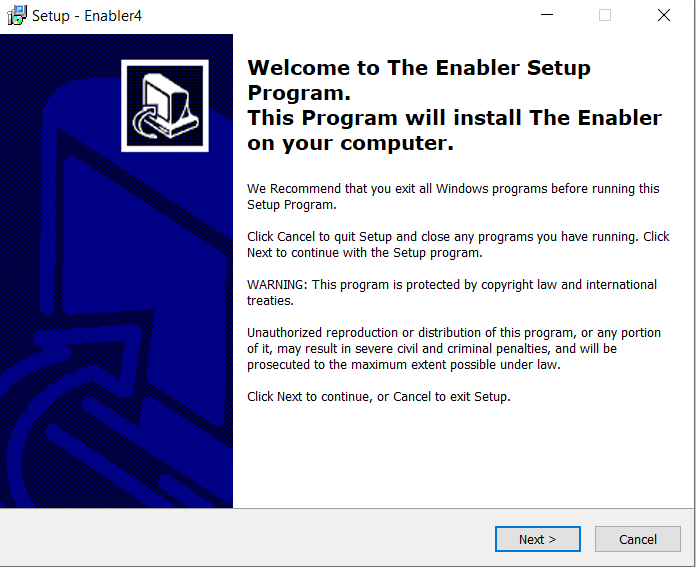 Setup - Enabler4
Welcome to The Enabler Setup
Program.
This Program will install The Enabler
on your computer.
We Recommend that you exit all Windows programs before running this
Setup Program.
Click Cancel to quit Setup and close any programs you have running. Click
Next to continue with the Setup program.
WARNING: This program is protected by copyright law and international
treaties.
Unauthorized reproduction or distribution of this program, or any portion
of it, may result in severe civil and criminal penalties, and will be
prosecuted to the maximum extent possible under law.
Click Next to continue, or Cancel to exit Setup.
Next >
Cancel